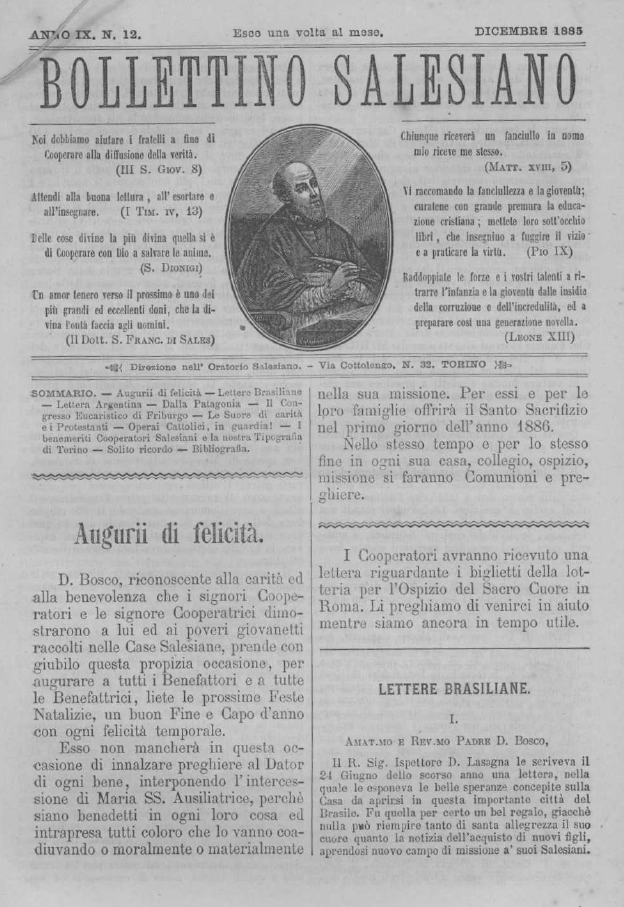 ANNO IX. N. 12.
Esce una volta al mese.
DICEMBRE 1885
BOLLETTINO SALESIANO
Noi dobbiamo aiutare i fratelli a fine di
Cooperare alla diffusione della verità.
(III S. GIOV. 8)
Attendi alla buona lettura, all'esortare e
all'insegnare. (I TIM. IV, 13)
Delle cose divine la più divina quella si è
di Cooperare con Dio a salvare le anime.
(S. DIONIGI)
Un amor tenero verso il prossimo è uno dei
più grandi ed eccellenti doni, che la di-
vina bontà faccia agli uomini.
(Il Dott. S. FRANC. DI SALES)
Chiunque riceverà un fanciullo in nome
mio riceve me stesso.
(MATT. XVIII, 5)
Vi raccomando la fanciullezza e la gioventù;
curatene con grande premura la educa-
zione cristiana; mettete loro sott'occhio
libri, che insegnino a fuggire il vizio
e a praticare la virtù. (PIO IX)
Raddoppiate le forze e i vostri talenti a ri-
trarre l'infanzia e la gioventù dalle insidie
della corruzione e dell'incredulità, ed a
preparare così una generazione novella.
(LEONE XIII)
Direzione nell' Oratorio Salesiano. - Via Cottolengo, N. 32, TORINO
SOMMARIO. — Augurii di felicità — Lettere Brasiliane
— Lettera Argentina — Dalla Patagonia — Il Con-
gresso Eucaristico di Friburgo — Le Suore di carità
e i Protestanti — Operai Cattolici, in guardia! — I
benemeriti Cooperatori Salesiani e la nostra Tipografia
di Torino — Solito ricordo — Bibliografia.
Augurii di felicità.
D. Bosco, riconoscente alla carità ed
alla benevolenza che i signori Coope-
ratori e le signore Cooperatrici dimo-
strarono a lui ed ai poveri giovanetti
raccolti nelle Case Salesiane, prende con
giubilo questa propizia occasione, per
augurare a tutti i Benefattori e a tutte
le Benefattrici, liete le prossime Feste
Natalizie, un buon Fine e Capo d'anno
con ogni felicità temporale.
Esso non mancherà in questa oc-
casione di innalzare preghiere al Dator
di ogni bene, interponendo l'interces-
sione di Maria SS. Ausiliatrice, perchè
siano benedetti in ogni loro cosa ed
intrapresa tutti coloro che lo vanno coa-
diuvando o moralmente o materialmente
nella sua missione. Per essi e per le
loro famiglie offrirà il Santo Sacrifizio
nel primo giorno dell'anno 1886.
Nello stesso tempo e per lo stesso
fine in ogni sua casa, collegio, ospizio,
missione si faranno Comunioni e pre-
ghiere.
I Cooperatori avranno ricevuto una
lettera riguardante i biglietti della lot-
teria per l'Ospizio del Sacro Cuore in
Roma. Li preghiamo di venirci in aiuto
mentre siamo ancora in tempo utile.
LETTERE BRASILIANE.
I.
AMAT.MO E REV.MO PADRE D. BOSCO,
Il R. Sig. Ispettore D. Lasagna le scriveva il
24 Giugno dello scorso anno una lettera, nella
quale le esponeva le belle speranze concepite sulla
Casa da aprirsi in questa importante città del
Brasile. Fu quella per certo un bel regalo, giacchè
nulla può riempire tanto di santa allegrezza il suo
cuore quanto la notizia dell'acquisto di nuovi figli,
aprendosi nuovo campo di missione a' suoi Salesiani.